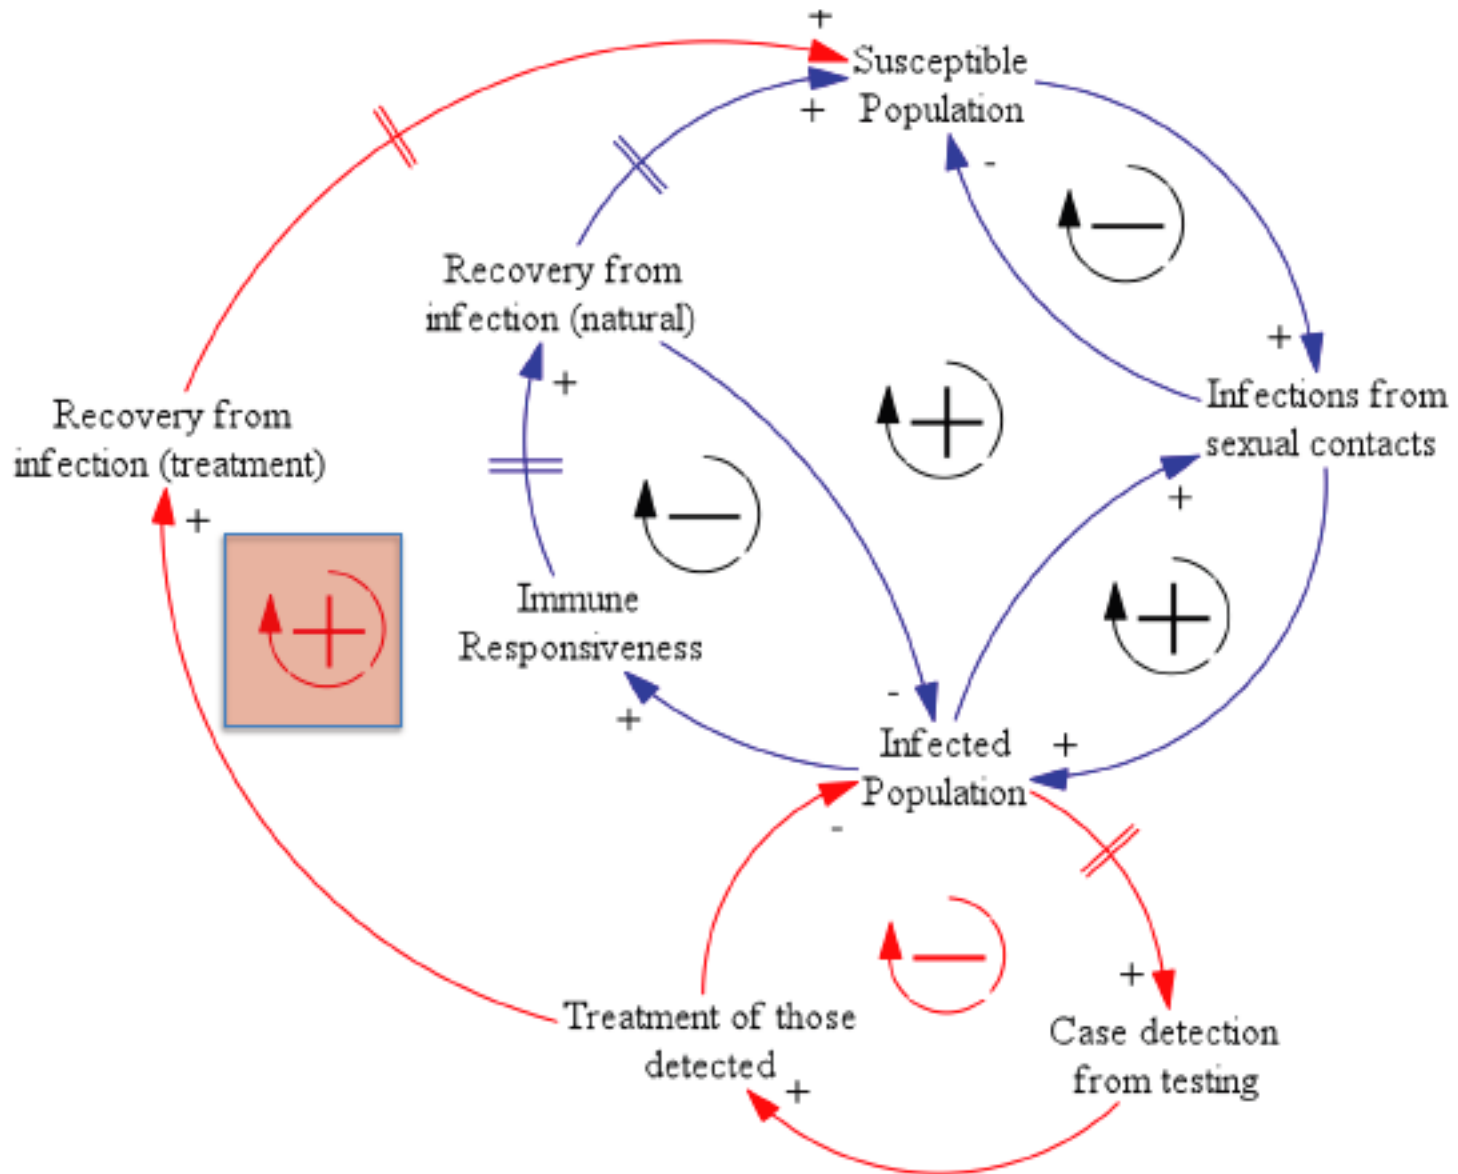 +
Susceptible
Population
+
-
Recovery from
infection (natural)
+
+
Infections from
sexual contacts
+
Recovery from
infection (treatment)
+
+
−
+
−
+
+
Immune
Responsiveness
+
-
Infected
Population
+
-
−
+
Treatment of those
detected
+
Case detection
from testing